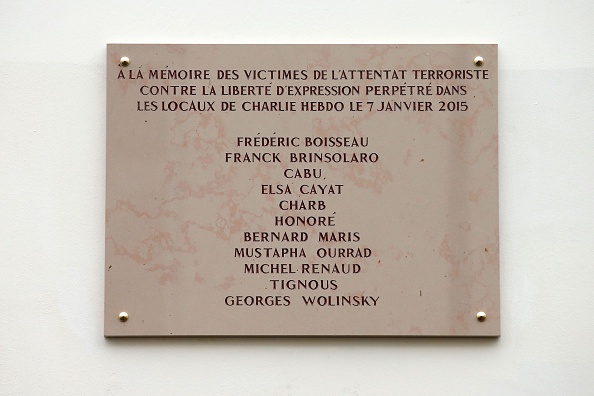 À LA MÉMOIRE DES VICTIMES DE L'ATTENTAT TERRORISTE
CONTRE LA LIBERTÉ D'EXPRESSION PERPÉTRÉ DANS
LES LOCAUX DE CHARLIE HEBDO LE 7 JANVIER 2015
FRÉDÉRIC BOISSEAU
FRANCK BRINSOLARO
CABU
ELSA CAYAT
CHARB
HONORÉ
BERNARD MARIS
MUSTAPHA OURRAD
MICHEL RENAUD
TIGNOUS
GEORGES WOLINSKY